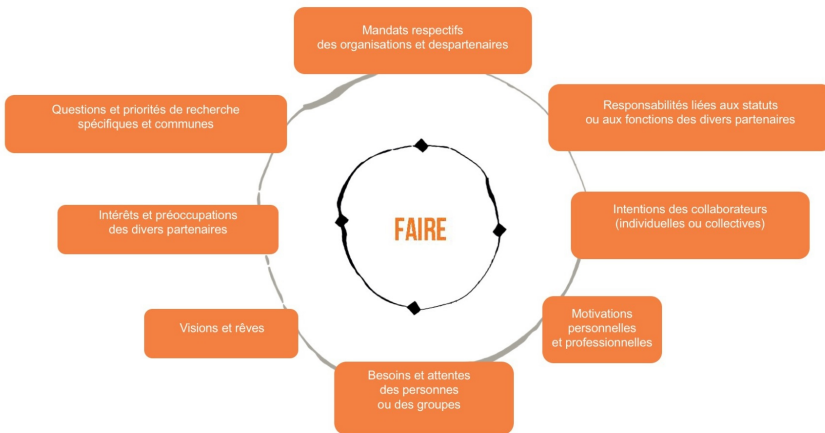 Mandats respectifs
des organisations et despartenaires
Questions et priorités de recherche
spécifiques et communes
Responsabilités liées aux statuts
ou aux fonctions des divers partenaires
Intérêts et préoccupations
des divers partenaires
FAIRE
Intentions des collaborateurs
(individuelles ou collectives)
Visions et rêves
Motivations
personnelles
et professionnelles
Besoins et attentes
des personnes
ou des groupes